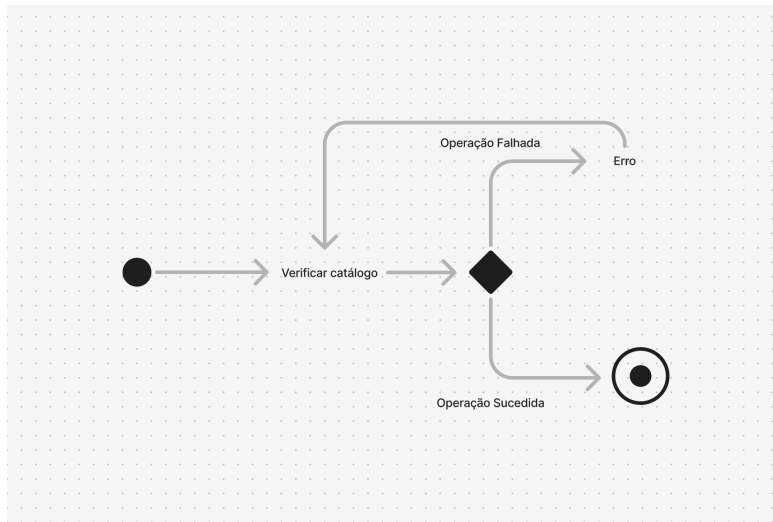 Operação Falhada
Erro
Verificar catálogo
Operação Sucedida